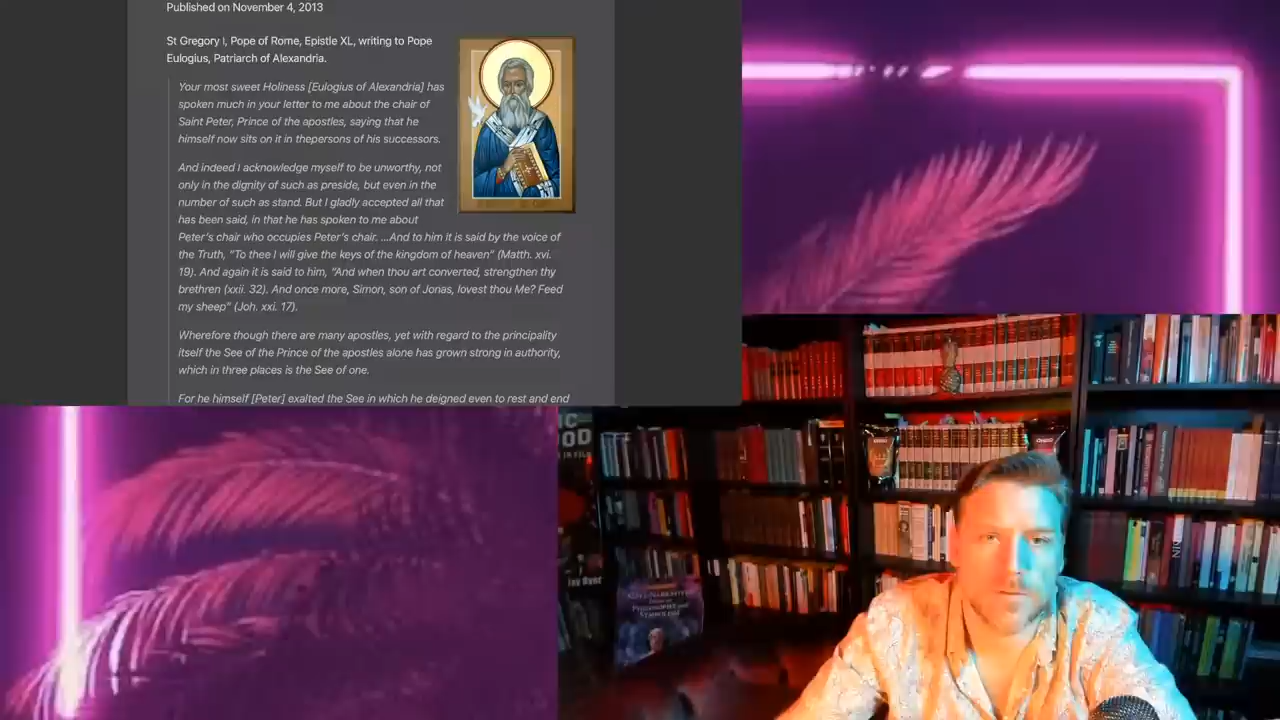 Published on November 4, 2013
St Gregory I, Pope of Rome, Epistle XL, writing to Pope
Eulogius, Patriarch of Alexandria.
Your most sweet Holiness [Eulogius of Alexandria] has
spoken much in your letter to me about the chair of
Saint Peter, Prince of the apostles, saying that he
himself now sits on it in thepersons of his successors.
And indeed I acknowledge myself to be unworthy, not
only in the dignity of such as preside, but even in the
number of such as stand. But I gladly accepted all that
has been said, in that he has spoken to me about
Peter's chair who occupies Peter's chair. …And to him it is said by the voice of
the Truth, "To thee I will give the keys of the kingdom of heaven" (Matth. xvi.
19). And again it is said to him, "And when thou art converted, strengthen thy
brethren (xxii. 32). And once more, Simon, son of Jonas, lovest thou Me? Feed
my sheep" (Joh. xxi. 17).
Wherefore though there are many apostles, yet with regard to the principality
itself the See of the Prince of the apostles alone has grown strong in authority,
which in three places is the See of one.
For he himself [Peter] exalted the See in which he deigned even to rest and end